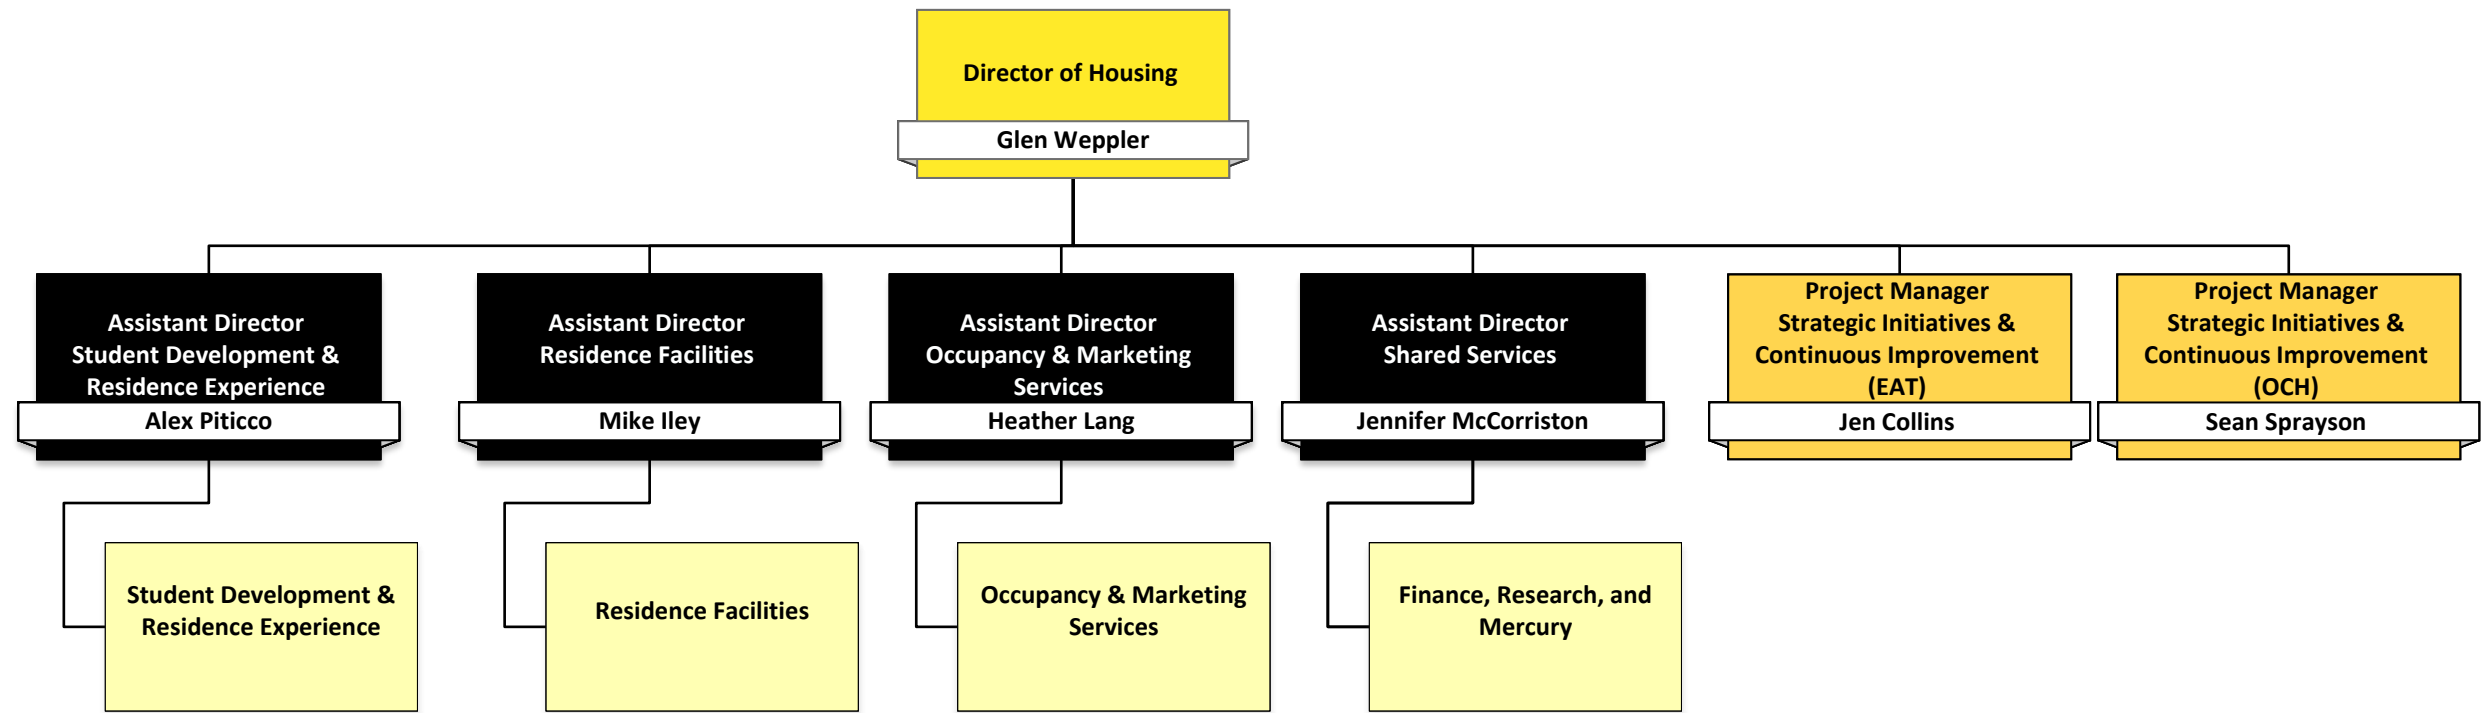 Director of Housing
Glen Weppler
Assistant Director
Student Development &
Residence Experience
Alex Piticco
Assistant Director
Residence Facilities
Mike Iley
Assistant Director
Occupancy & Marketing
Services
Heather Lang
Assistant Director
Shared Services
Jennifer McCorriston
Project Manager
Strategic Initiatives &
Continuous Improvement
(EAT)
Jen Collins
Project Manager
Strategic Initiatives &
Continuous Improvement
(OCH)
Sean Sprayson
Student Development &
Residence Experience
Residence Facilities
Occupancy & Marketing
Services
Finance, Research, and
Mercury